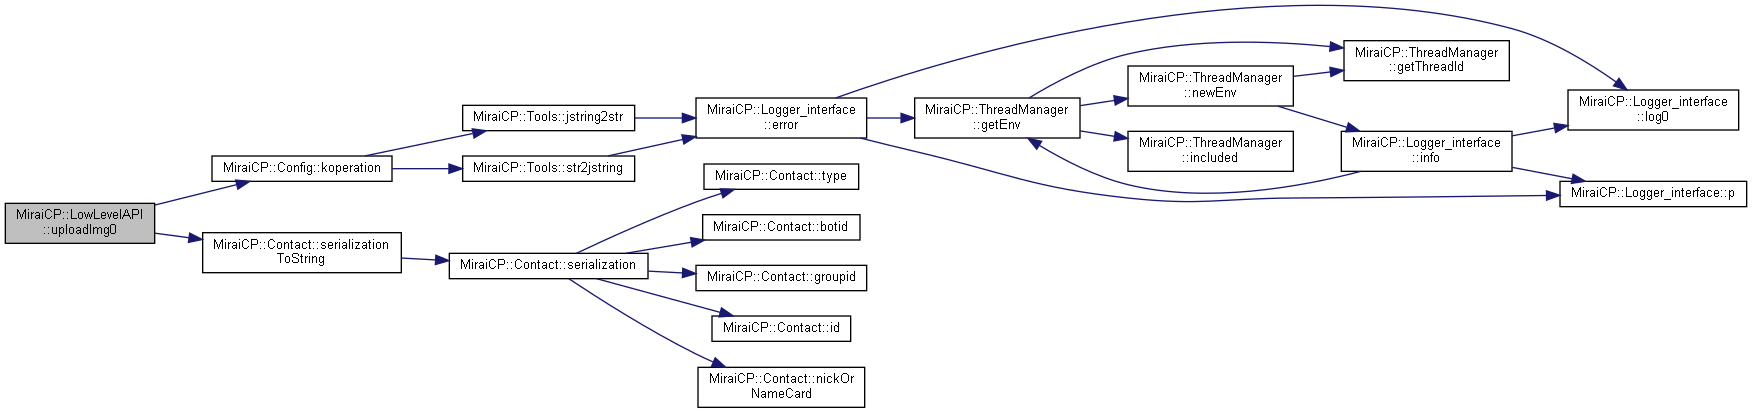 MiraiCP::LowLevelAPI
::uploadImg0
MiraiCP::Config::koperation
MiraiCP::Contact::serialization
ToString
MiraiCP::Tools::jstring2str
MiraiCP::Tools::str2jstring
MiraiCP::Contact::serialization
MiraiCP::Logger_interface
::error
MiraiCP::Contact::type
MiraiCP::Contact::botid
MiraiCP::Contact::groupid
MiraiCP::Contact::id
MiraiCP::Contact::nickOr
NameCard
MiraiCP::ThreadManager
::getEnv
MiraiCP::ThreadManager
::newEnv
MiraiCP::ThreadManager
::included
MiraiCP::ThreadManager
::getThreadId
MiraiCP::Logger_interface
::info
MiraiCP::Logger_interface
::log0
MiraiCP::Logger_interface::p